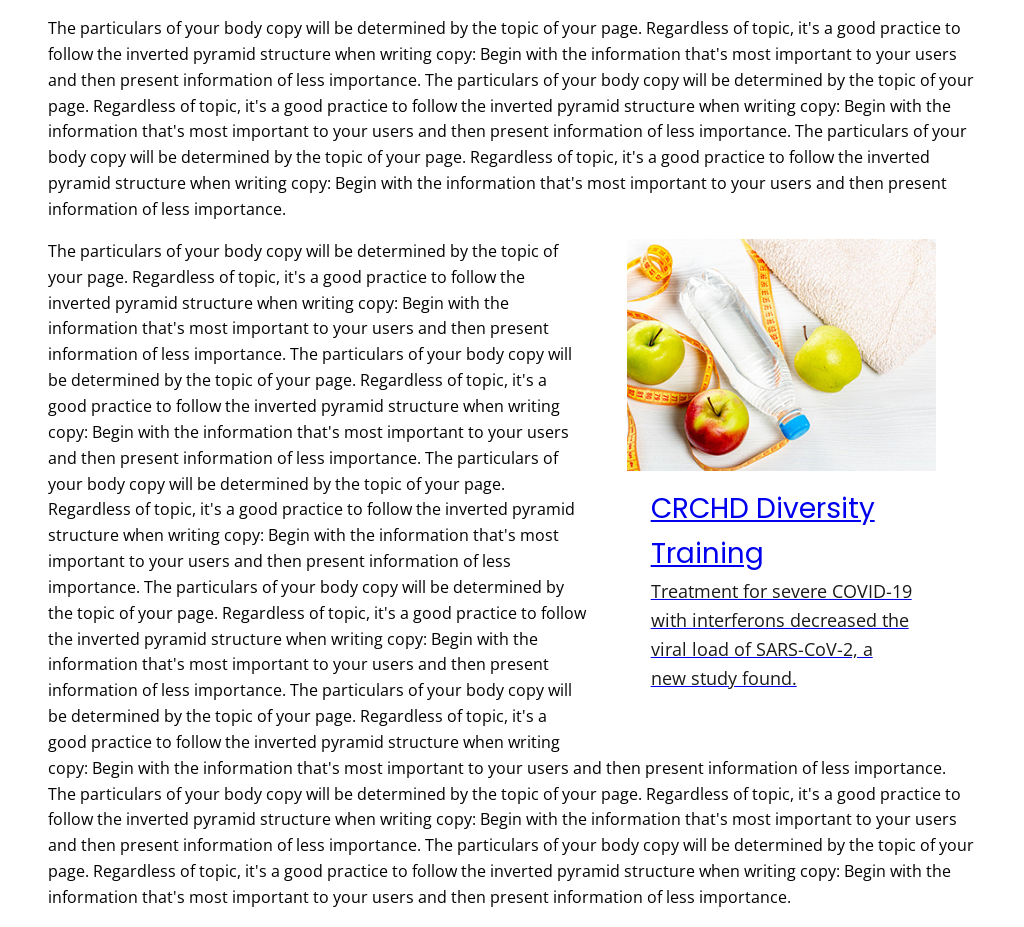 The particulars of your body copy will be determined by the topic of your page. Regardless of topic, it's a good practice to
follow the inverted pyramid structure when writing copy: Begin with the information that's most important to your users
and then present information of less importance. The particulars of your body copy will be determined by the topic of your
page. Regardless of topic, it's a good practice to follow the inverted pyramid structure when writing copy: Begin with the
information that's most important to your users and then present information of less importance. The particulars of your
body copy will be determined by the topic of your page. Regardless of topic, it's a good practice to follow the inverted
pyramid structure when writing copy: Begin with the information that's most important to your users and then present
information of less importance.
The particulars of your body copy will be determined by the topic of
your page. Regardless of topic, it's a good practice to follow the
inverted pyramid structure when writing copy: Begin with the
information that's most important to your users and then present
information of less importance. The particulars of your body copy will
be determined by the topic of your page. Regardless of topic, it's a
good practice to follow the inverted pyramid structure when writing
copy: Begin with the information that's most important to your users
and then present information of less importance. The particulars of
your body copy will be determined by the topic of your page.
Regardless of topic, it's a good practice to follow the inverted pyramid
structure when writing copy: Begin with the information that's most
important to your users and then present information of less
importance. The particulars of your body copy will be determined by
the topic of your page. Regardless of topic, it's a good practice to follow
the inverted pyramid structure when writing copy: Begin with the
information that's most important to your users and then present
information of less importance. The particulars of your body copy will
be determined by the topic of your page. Regardless of topic, it's a
good practice to follow the inverted pyramid structure when writing
copy: Begin with the information that's most important to your users and then present information of less importance.
The particulars of your body copy will be determined by the topic of your page. Regardless of topic, it's a good practice to
follow the inverted pyramid structure when writing copy: Begin with the information that's most important to your users
and then present information of less importance. The particulars of your body copy will be determined by the topic of your
page. Regardless of topic, it's a good practice to follow the inverted pyramid structure when writing copy: Begin with the
information that's most important to your users and then present information of less importance.
CRCHD Diversity
Training
Treatment for severe COVID-19
with interferons decreased the
viral load of SARS-CoV-2, a
new study found.